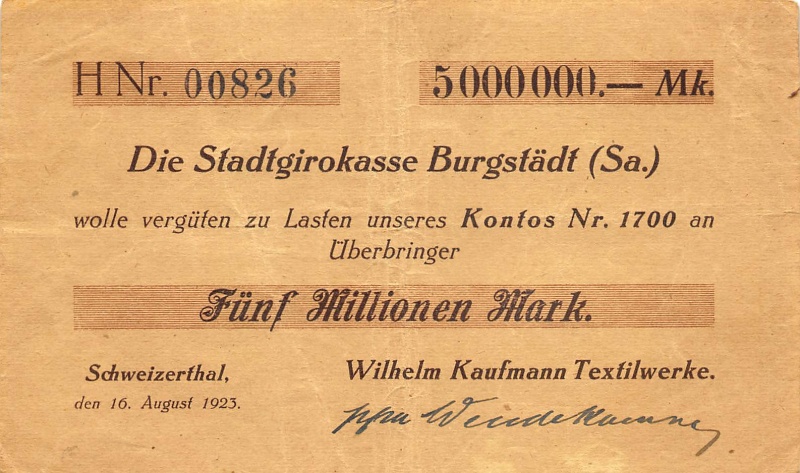 H Nr. 00826 5000000.— Mk.
Die Stadtgirokasse Burgstädt (Sa.)
wolle vergüten zu Lasten unseres Kontos Nr. 1700 an
Überbringer
Fünf Millionen Mark.
Schweizerthal, Wilhelm Kaufmann Textilwerke.
den 16. August 1923.
ppa